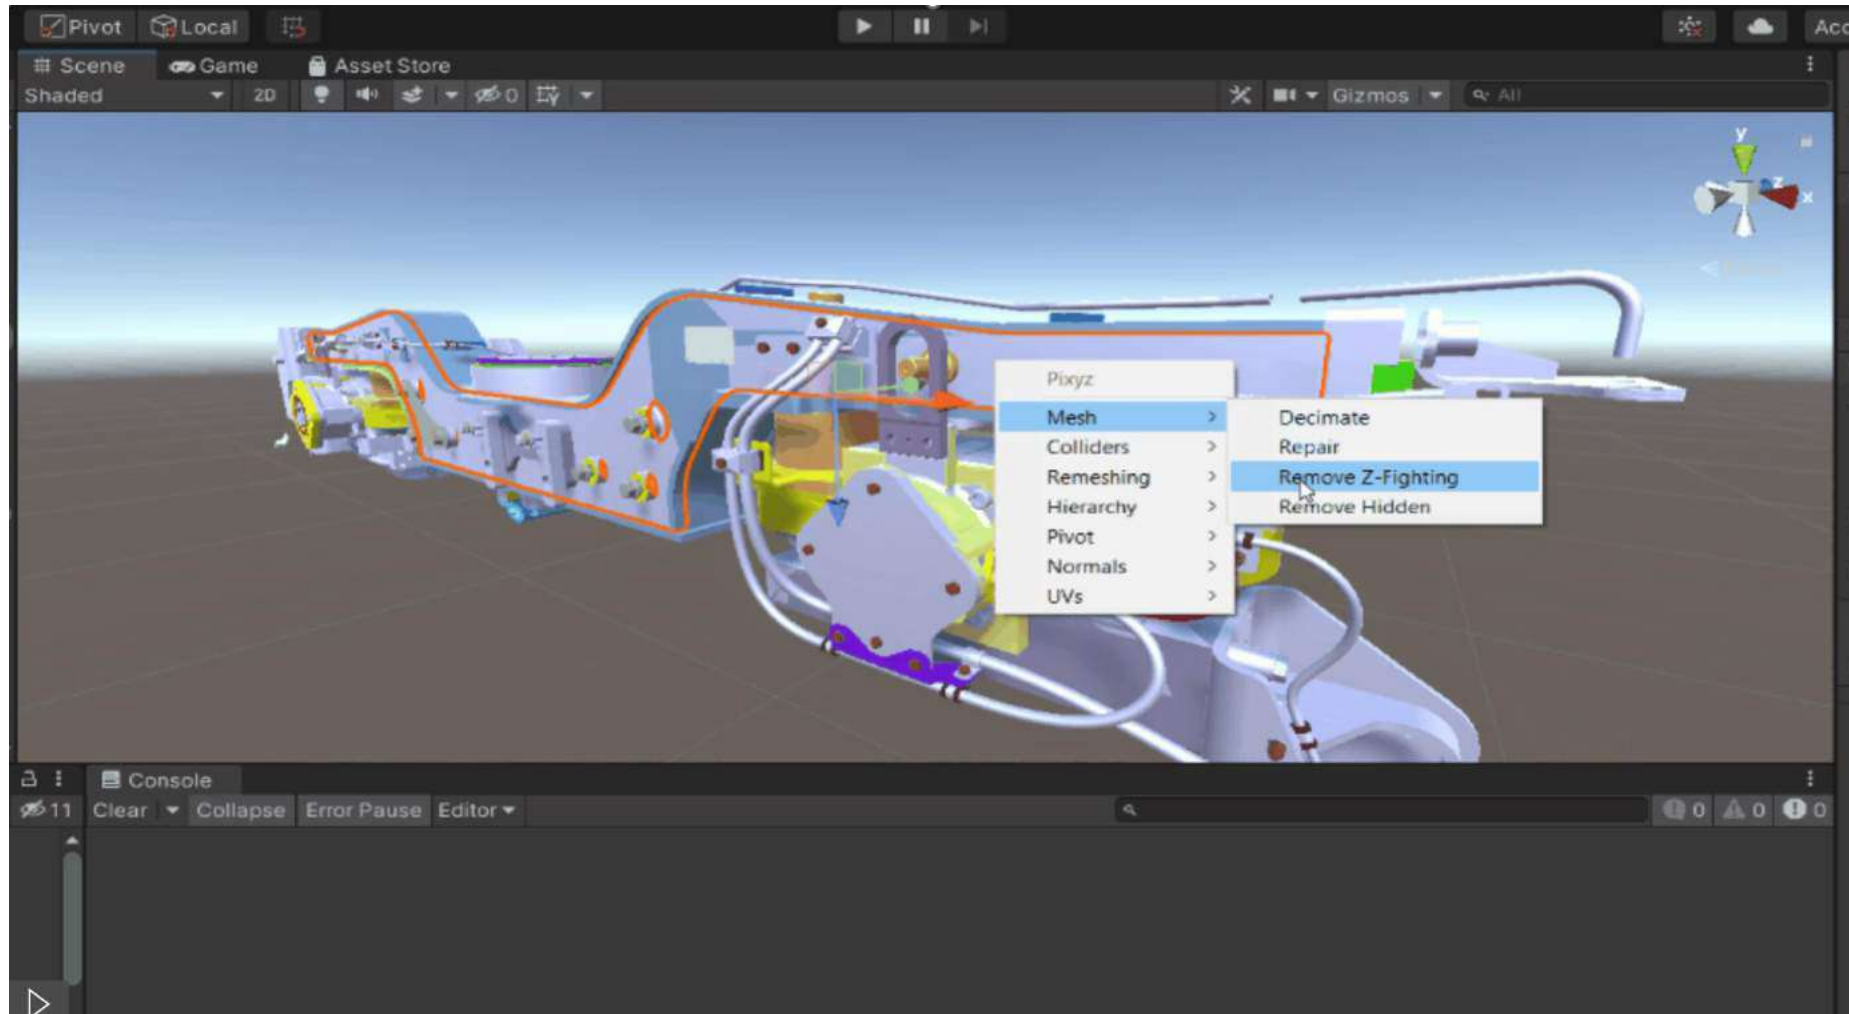 Pivot Local Acc
Scene Game Asset Store
Shaded 2D 0 Gizmos All
y
z
x
Pixyz
Mesh > Decimate
Colliders > Repair
Remeshing > Remove Z-Fighting
Hierarchy > Remove Hidden
Pivot >
Normals >
UVs >
Console
11 Clear Collapse Error Pause Editor 0 0 0